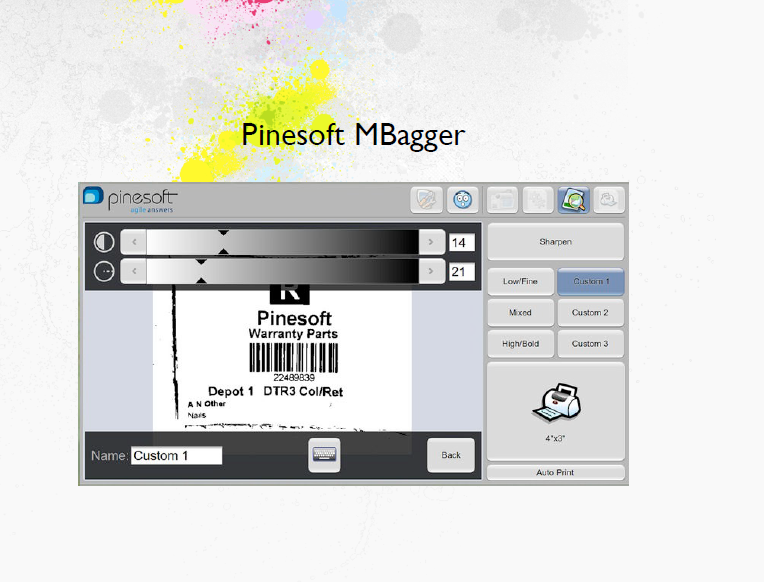 Pinesoft MBagger
pinesoft
agile answers
14
Sharpen
21
Low/Fine
Custom 1
Mixed
Custom 2
High/Bold
Custom 3
R
Pinesoft
Warranty Parts
22489839
Depot 1 DTR3 Col/Ret
A N Other
4"x3"
Name: Custom 1
Back
Auto Print